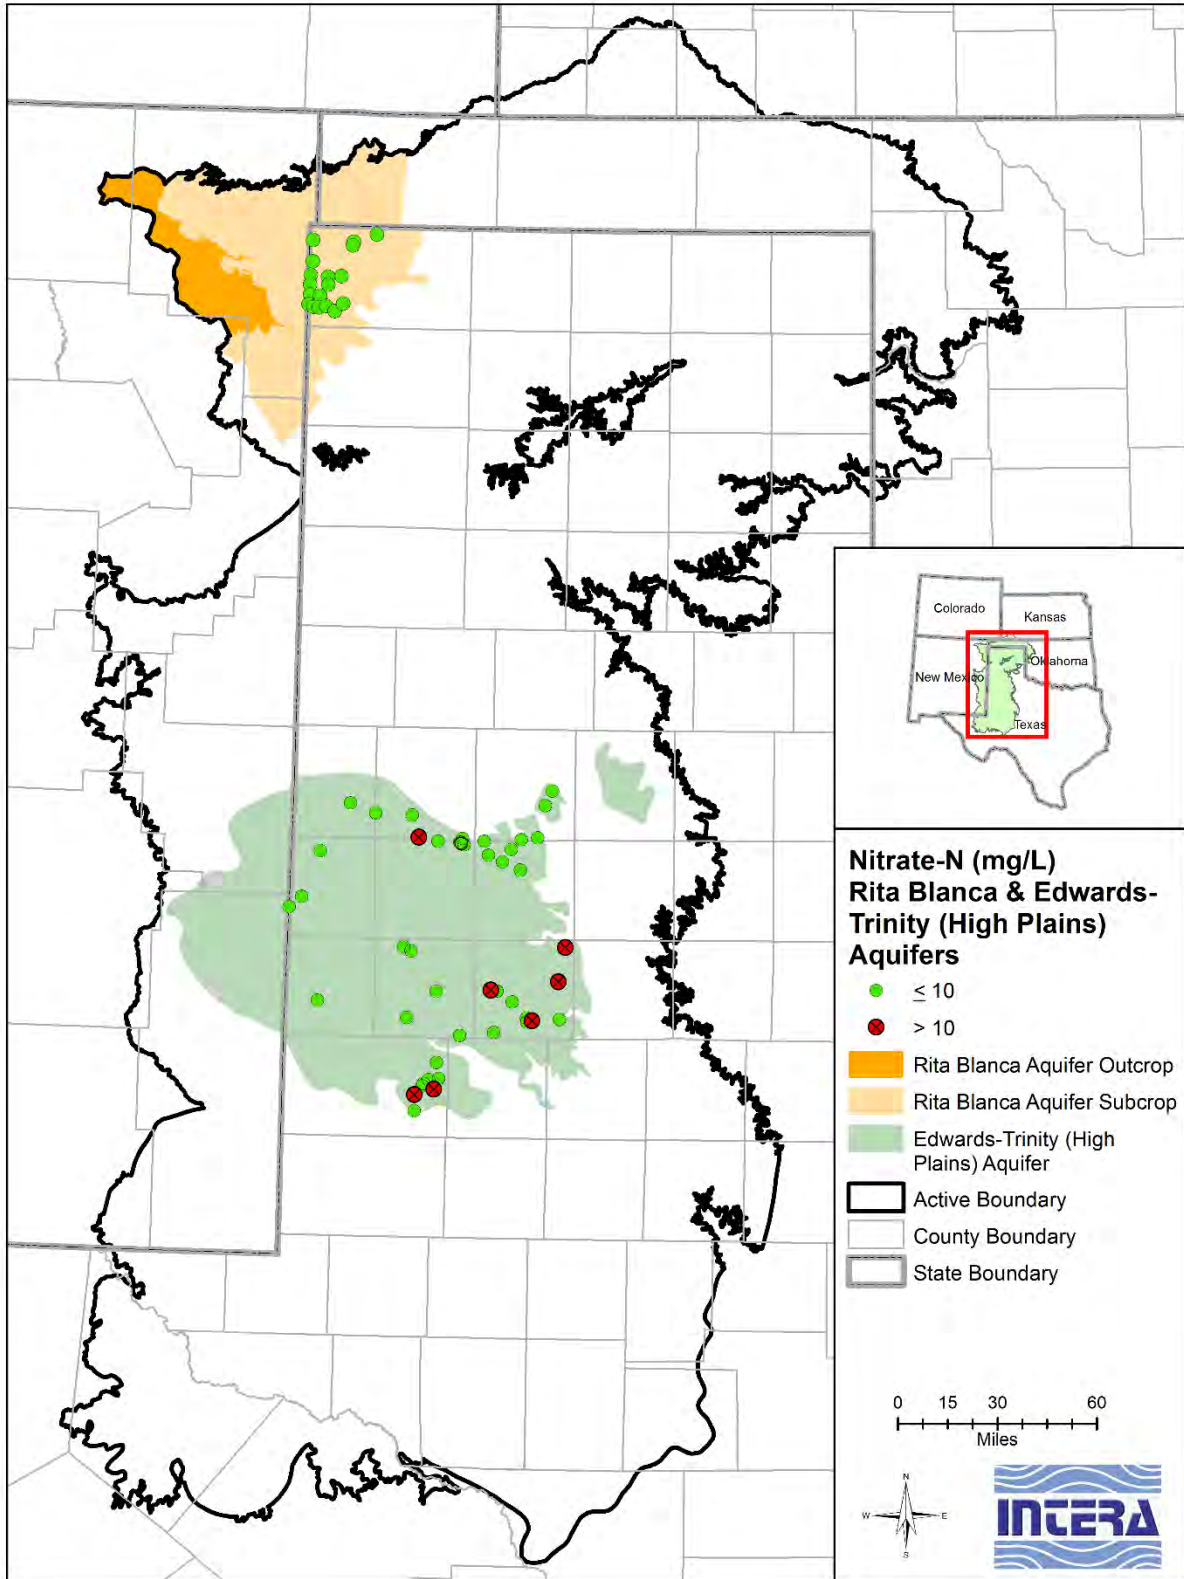 Colorado
Kansas
New Mexico
Oklahoma
Texas
Nitrate-N (mg/L)
Rita Blanca & Edwards-
Trinity (High Plains)
Aquifers
≤ 10
> 10
Rita Blanca Aquifer Outcrop
Rita Blanca Aquifer Subcrop
Edwards-Trinity (High
Plains) Aquifer
Active Boundary
County Boundary
State Boundary
0 15 30 60
Miles
N
W E
S
INTERA